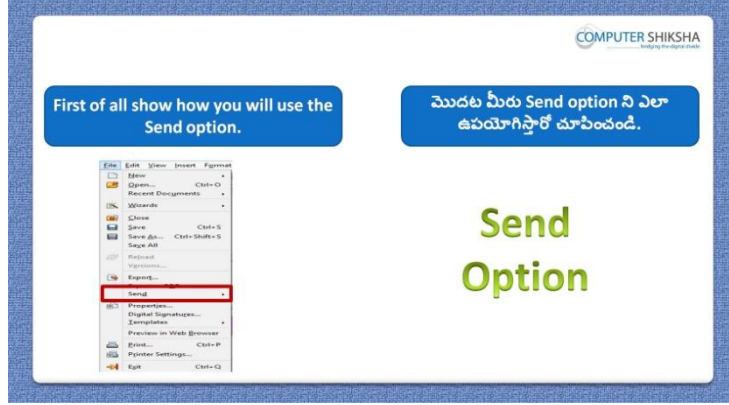 COMPUTER SHIKSHA
bridging the digital divide
First of all show how you will use the
Send option.
మొదట మీరు Send option ని ఎలా
ఉపయోగిస్తారో చూపించండి.
File Edit View Insert Format
New
Open... Ctrl+O
Recent Documents
Wizards
Close
Save Ctrl+S
Save As... Ctrl+Shift+S
Save All
Reload
Versions...
Export...
Send
Properties...
Digital Signatures...
Templates
Preview in Web Browser
Print... Ctrl+P
Printer Settings...
Exit Ctrl+Q
Send
Option